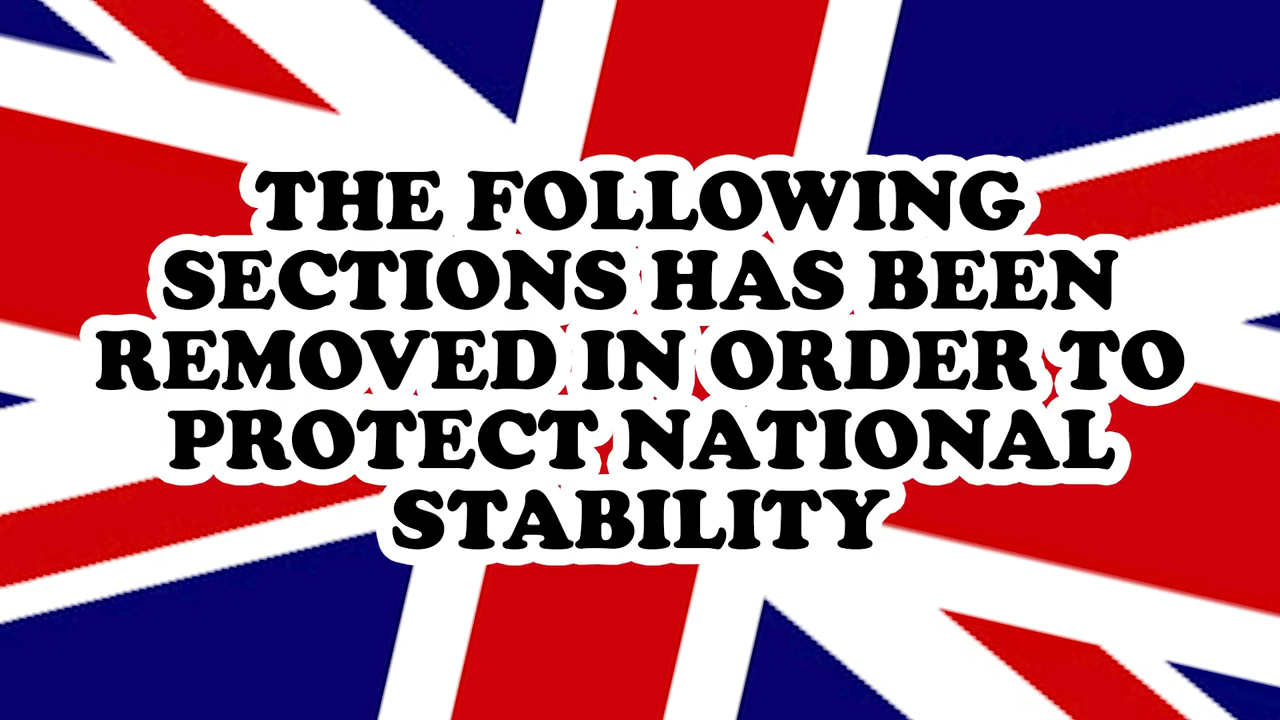 THE FOLLOWING
SECTIONS HAS BEEN
REMOVED IN ORDER TO
PROTECT NATIONAL
STABILITY